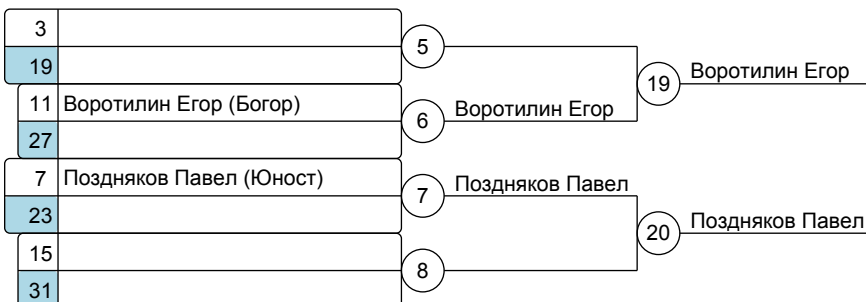 3
5
19
19 Воротилин Егор
11 Воротилин Егор (Богор)
6 Воротилин Егор
27
7 Поздняков Павел (Юност)
7 Поздняков Павел
23
20 Поздняков Павел
15
8
31